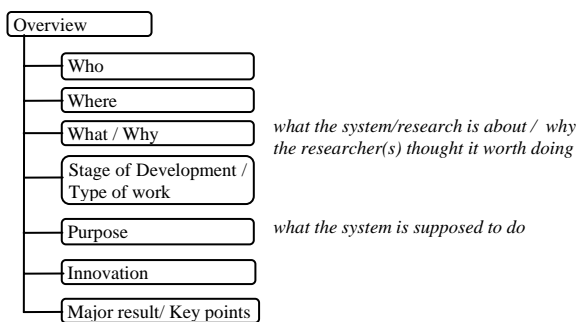 Overview
Who
Where
What / Why
what the system/research is about / why
the researcher(s) thought it worth doing
Stage of Development /
Type of work
Purpose
what the system is supposed to do
Innovation
Major result/ Key points